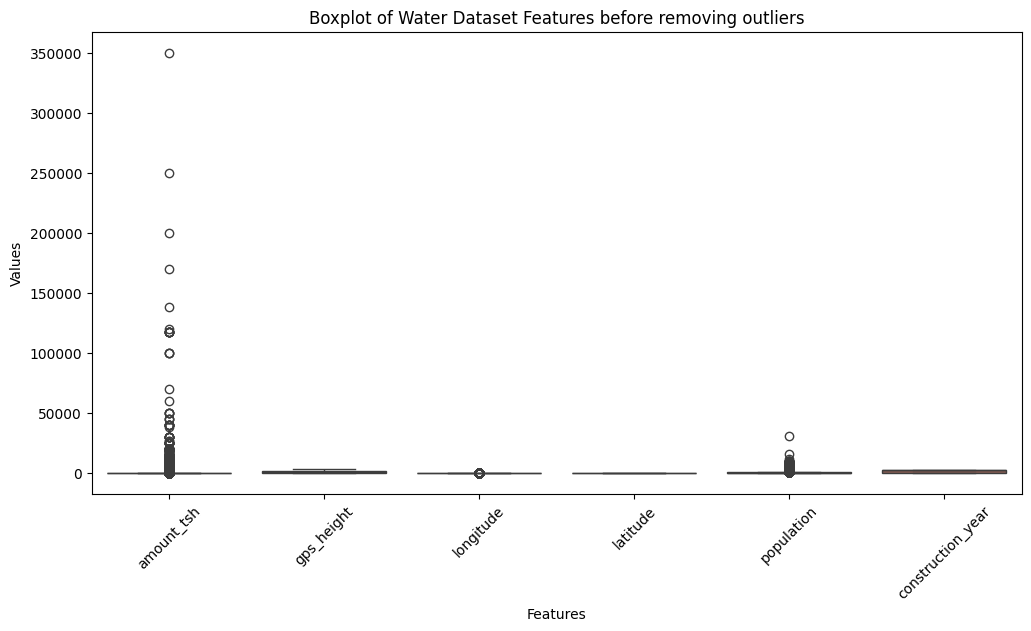 Boxplot of Water Dataset Features before removing outliers
350000
300000
250000
200000
150000
100000
50000
0
Values
amount_tsh
gps_height
longitude
latitude
population
construction_year
Features